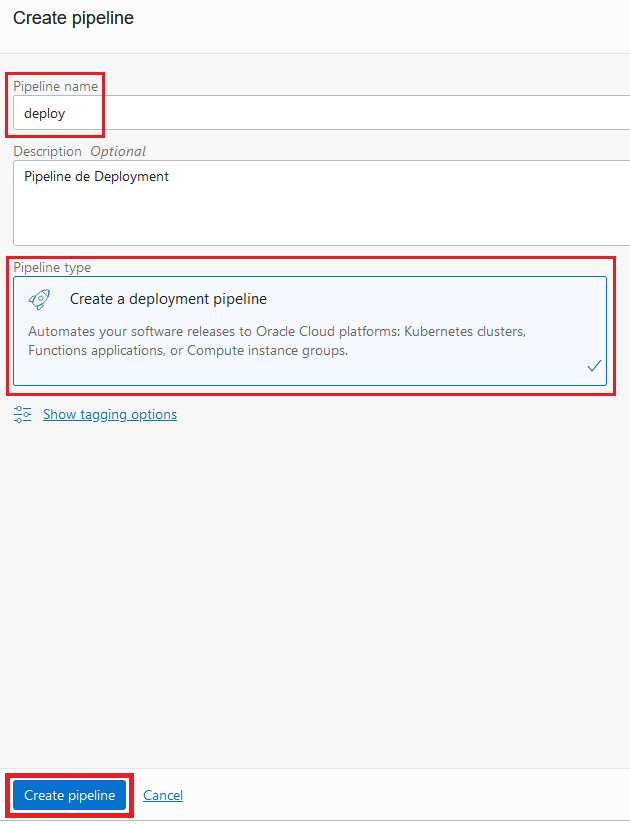 Create pipeline
Pipeline name
deploy
Description Optional
Pipeline de Deployment
Pipeline type
Create a deployment pipeline
Automates your software releases to Oracle Cloud platforms: Kubernetes clusters,
Functions applications, or Compute instance groups.
Show tagging options
Create pipeline Cancel